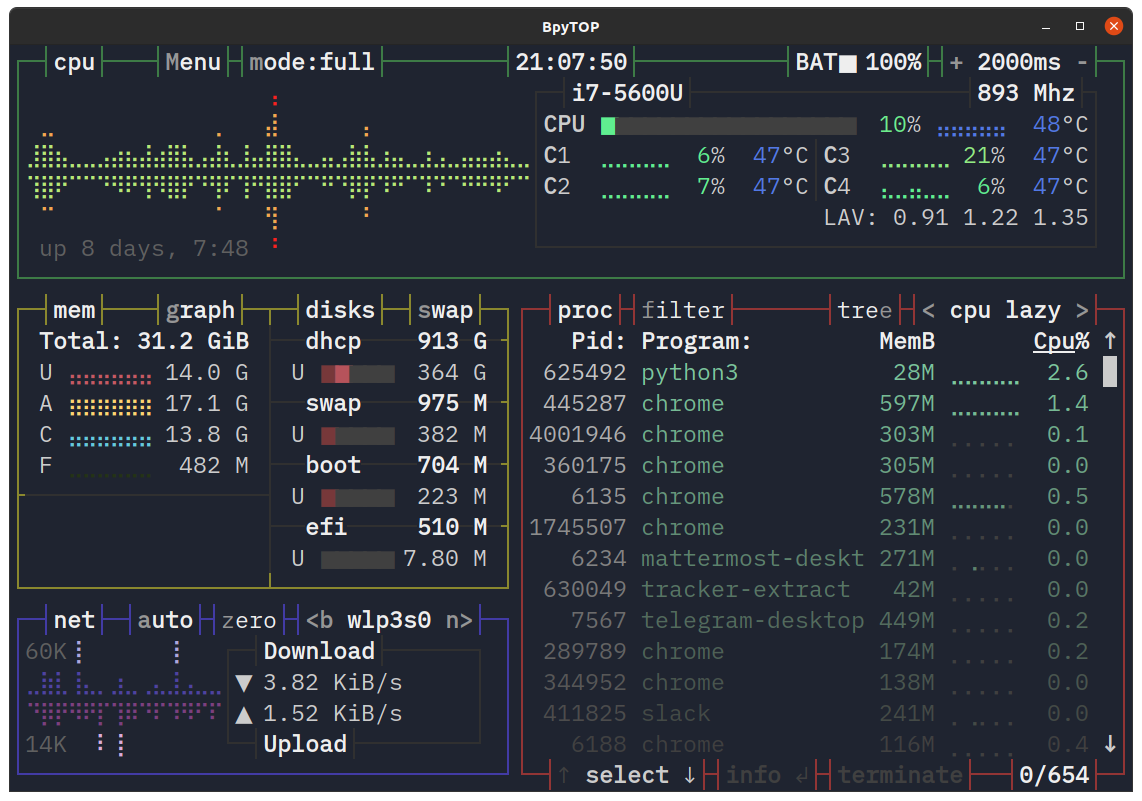 BpyTOP
cpu Menu mode:full 21:07:50 BAT■ 100% + 2000ms -
i7-5600U 893 Mhz
CPU 10% 48°C
C1 6% 47°C C3 21% 47°C
C2 7% 47°C C4 6% 47°C
LAV: 0.91 1.22 1.35
up 8 days, 7:48
mem graph disks swap
Total: 31.2 GiB
U 14.0 G
A 17.1 G
C 13.8 G
F 482 M
dhcp 913 G
U 364 G
swap 975 M
U 382 M
boot 704 M
U 223 M
efi 510 M
U 7.80 M
net auto zero <b wlp3s0 n>
60K
14K
Download
▼ 3.82 KiB/s
▲ 1.52 KiB/s
Upload
proc filter tree < cpu lazy >
Pid: Program: MemB Cpu% ↑
625492 python3 28M 2.6
445287 chrome 597M 1.4
4001946 chrome 303M 0.1
360175 chrome 305M 0.0
6135 chrome 578M 0.5
1745507 chrome 231M 0.0
6234 mattermost-deskt 271M 0.0
630049 tracker-extract 42M 0.0
7567 telegram-desktop 449M 0.2
289789 chrome 174M 0.2
344952 chrome 138M 0.0
411825 slack 241M 0.0
6188 chrome 116M 0.4 ↓
↑ select ↓ info ↲ terminate 0/654